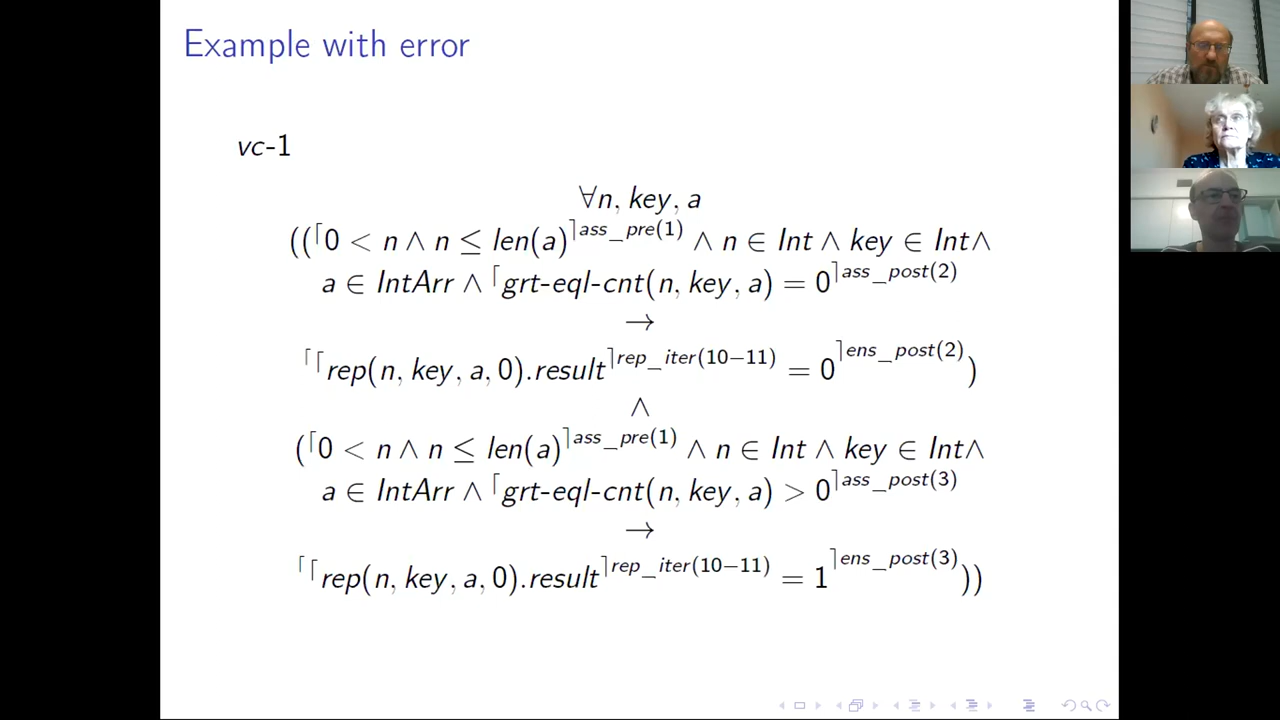 Example with error
vc-1
∀n, key, a
((⌈0 < n ∧ n ≤ len(a)⌉ass_pre(1) ∧ n ∈ Int ∧ key ∈ Int∧
a ∈ IntArr ∧ ⌈grt-eql-cnt(n, key, a) = 0⌉ass_post(2)
→
⌈⌈rep(n, key, a, 0).result⌉rep_iter(10−11) = 0⌉ens_post(2))
∧
(⌈0 < n ∧ n ≤ len(a)⌉ass_pre(1) ∧ n ∈ Int ∧ key ∈ Int∧
a ∈ IntArr ∧ ⌈grt-eql-cnt(n, key, a) > 0⌉ass_post(3)
→
⌈⌈rep(n, key, a, 0).result⌉rep_iter(10−11) = 1⌉ens_post(3)))